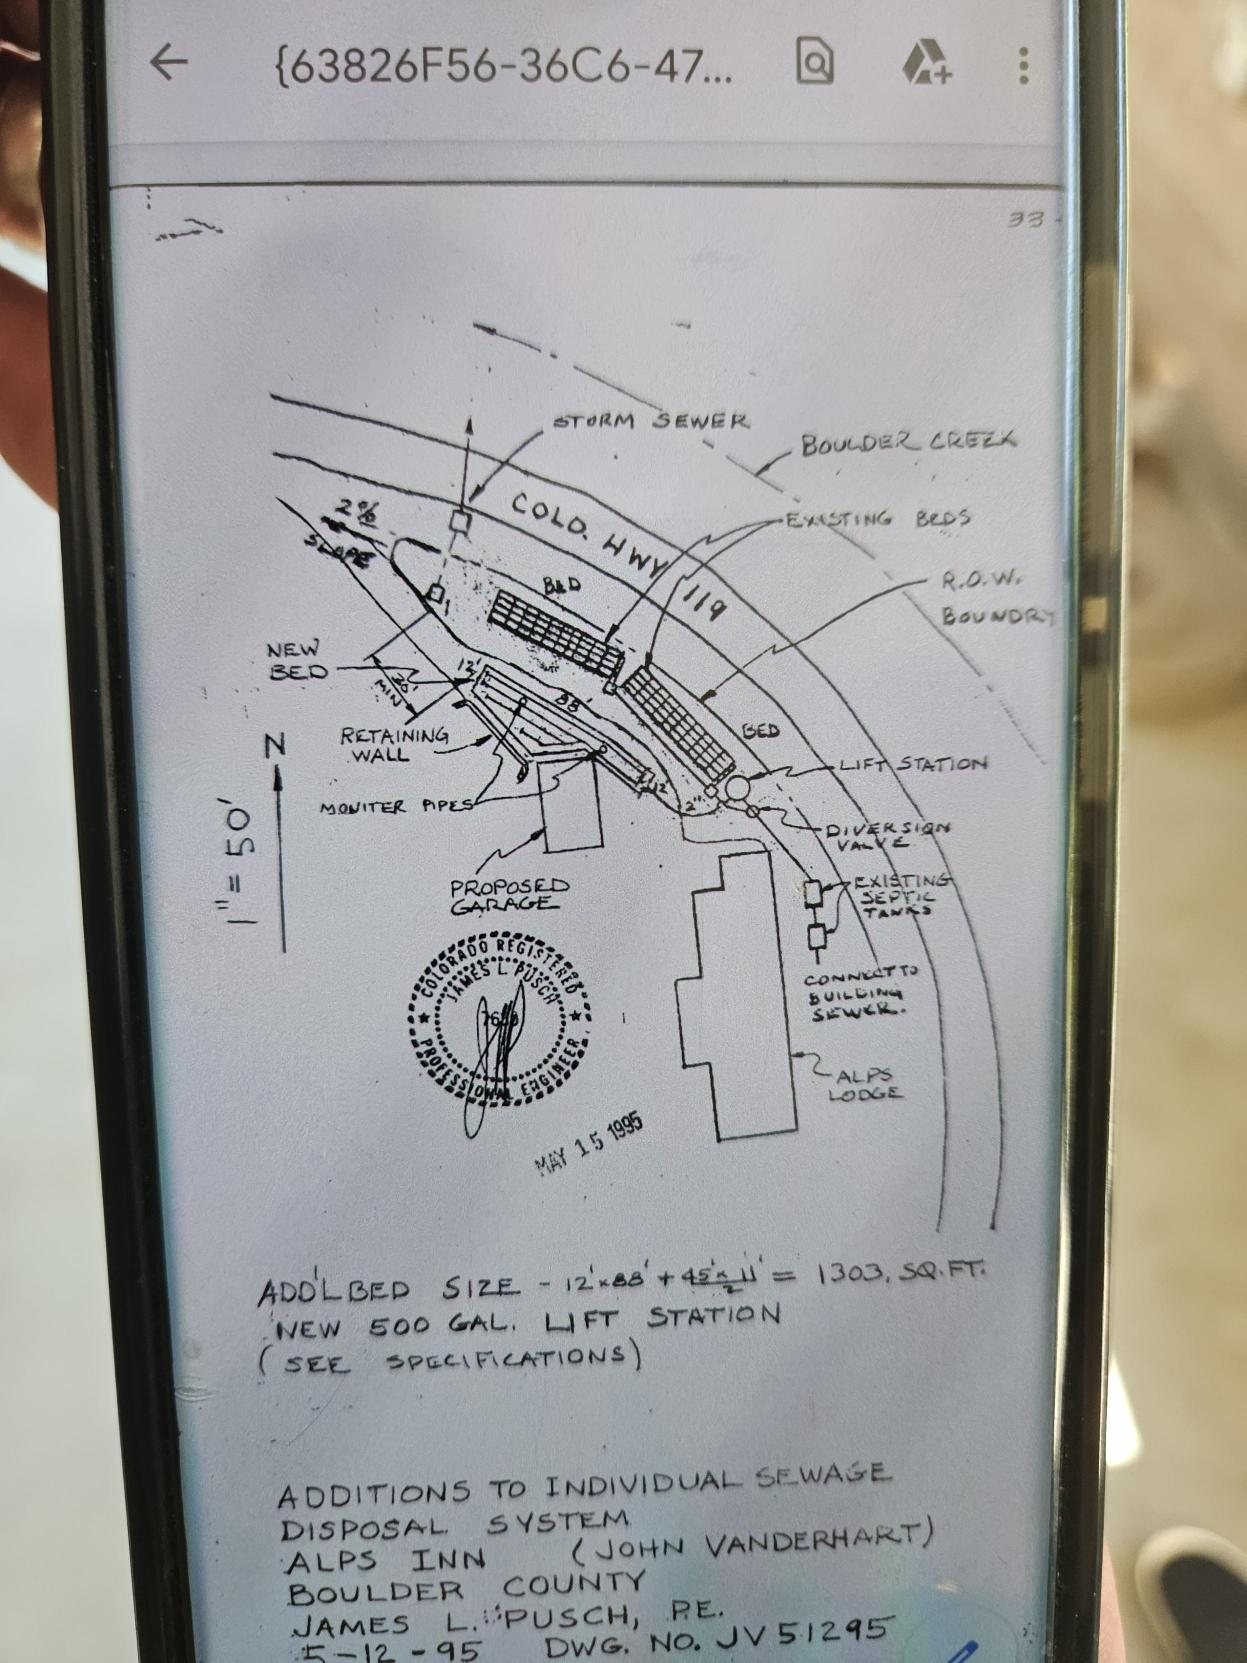 {63826F56-36C6-47...
33
STORM SEWER
BOULDER CREEK
COLO. HWY 119
EXISTING BEDS
2%
SLOPE
BED
R.O.W.
BOUNDRY
NEW
BED
12'
20'
MIN
88'
RETAINING
WALL
BED
N
1" = 50'
LIFT STATION
MONITER PIPES
12'
2"
DIVERSION
VALVE
PROPOSED
GARAGE
EXISTING
SEPTIC
TANKS
CONNECT TO
BUILDING
SEWER.
COLORADO REGISTERED
JAMES L PUSCH
PROFESSIONAL ENGINEER
ALPS
LODGE
MAY 15 1995
ADD'L BED SIZE - 12'x88' + 45'x11'/2 = 1303. SQ.FT.
NEW 500 GAL. LIFT STATION
(SEE SPECIFICATIONS)
ADDITIONS TO INDIVIDUAL SEWAGE
DISPOSAL SYSTEM
ALPS INN (JOHN VANDERHART)
BOULDER COUNTY
JAMES L. PUSCH, P.E.
5-12-95 DWG. NO. JV51295